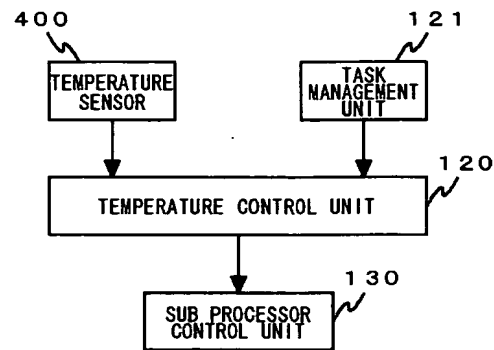 400
121
TEMPERATURE
SENSOR
TASK
MANAGEMENT
UNIT
120
TEMPERATURE CONTROL UNIT
130
SUB PROCESSOR
CONTROL UNIT